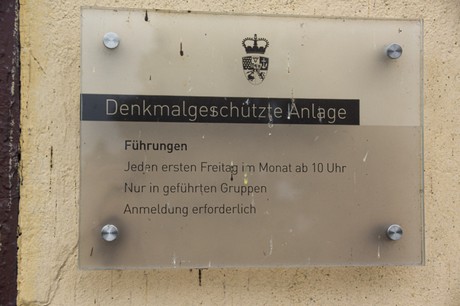 Denkmalgeschützte Anlage
Führungen
Jeden ersten Freitag im Monat ab 10 Uhr
Nur in geführten Gruppen
Anmeldung erforderlich